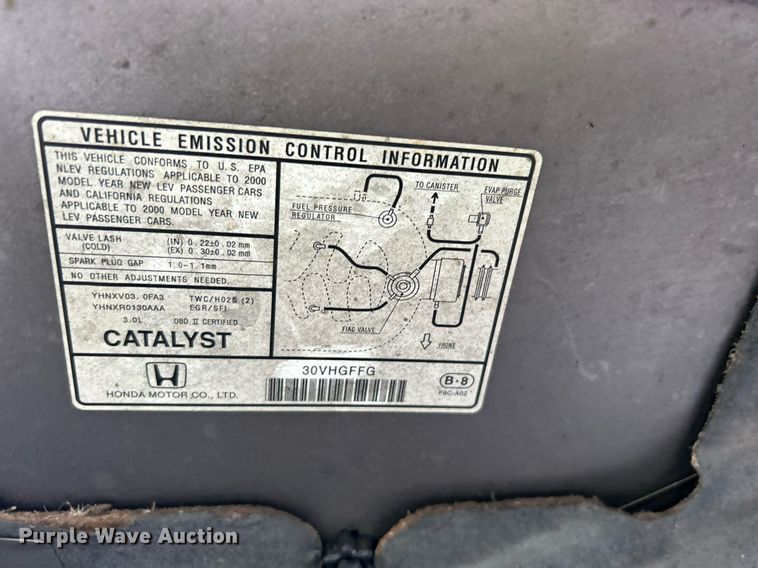 VEHICLE EMISSION CONTROL INFORMATION
THIS VEHICLE CONFORMS TO U.S. EPA
NLEV REGULATIONS APPLICABLE TO 2000
MODEL YEAR NEW LEV PASSENGER CARS
AND CALIFORNIA REGULATIONS
APPLICABLE TO 2000 MODEL YEAR NEW
LEV PASSENGER CARS.
VALVE LASH (IN) 0.22±0.02 mm
(COLD) (EX) 0.30±0.02 mm
SPARK PLUG GAP 1.0-1.1mm
NO OTHER ADJUSTMENTS NEEDED.
YHNXV03.0FA3 TWC/HO2S (2)
YHNXR0130AAA EGR/SFI
3.0L OBD II CERTIFIED
CATALYST
FUEL PRESSURE
REGULATOR
TO CANISTER
EVAP PURGE
VALVE
FIAC VALVE
FRONT
HONDA MOTOR CO., LTD.
30VHGFFG
B·8
P8C-A02
Purple Wave Auction